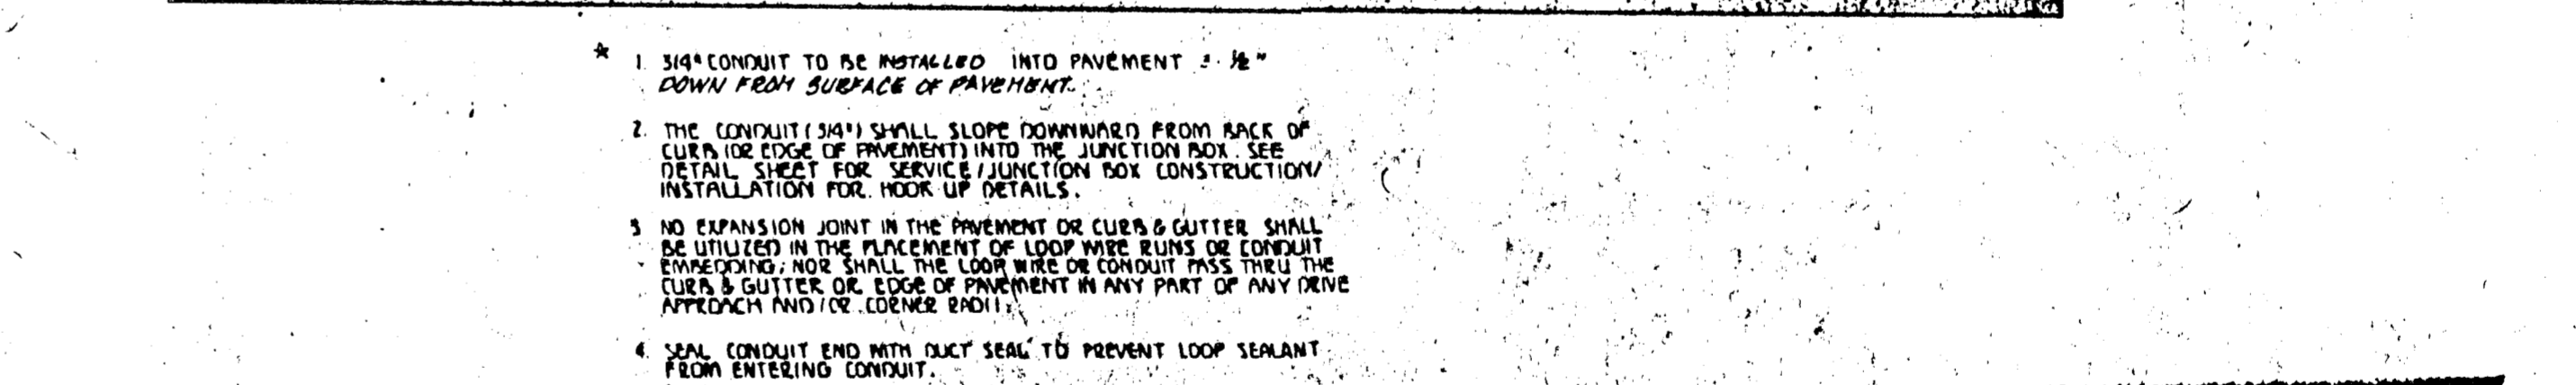 * 1. 3/4" CONDUIT TO BE INSTALLED INTO PAVEMENT 1/2"
DOWN FROM SURFACE OF PAVEMENT.
2. THE CONDUIT (3/4") SHALL SLOPE DOWNWARD FROM BACK OF
CURB (OR EDGE OF PAVEMENT) INTO THE JUNCTION BOX. SEE
DETAIL SHEET FOR SERVICE/JUNCTION BOX CONSTRUCTION/
INSTALLATION FOR HOOK UP DETAILS.
3 NO EXPANSION JOINT IN THE PAVEMENT OR CURB & GUTTER SHALL
BE UTILIZED IN THE PLACEMENT OF LOOP WIRE RUNS OR CONDUIT
EMBEDDING; NOR SHALL THE LOOP WIRE OR CONDUIT PASS THRU THE
CURB & GUTTER OR EDGE OF PAVEMENT IN ANY PART OF ANY DRIVE
APPROACH AND/OR CORNER RADII.
4. SEAL CONDUIT END WITH DUCT SEAL TO PREVENT LOOP SEALANT
FROM ENTERING CONDUIT.